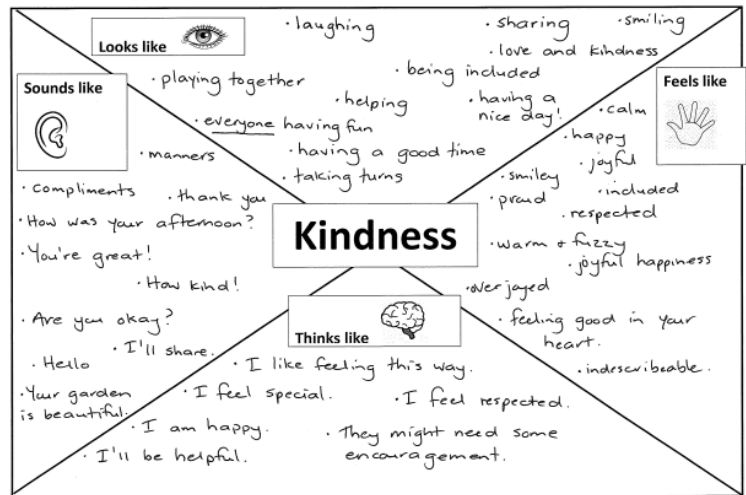 Looks like
· laughing
· sharing
· smiling
· love and kindness
· playing together
· being included
· helping
· having a
nice day!
· everyone having fun
· having a good time
· taking turns
Sounds like
· manners
· compliments
· thank you
· How was your afternoon?
· You're great!
· How kind!
· Are you okay?
· I'll share.
· Hello
· Your garden
is beautiful.
Kindness
Feels like
· calm
· happy
· joyful
· smiley
· included
· proud
· respected
· warm & fuzzy
· joyful happiness
· overjoyed
· feeling good in your
heart.
· indescribeable.
Thinks like
· I like feeling this way.
· I feel special.
· I feel respected.
· I am happy.
· They might need some
encouragement.
· I'll be helpful.